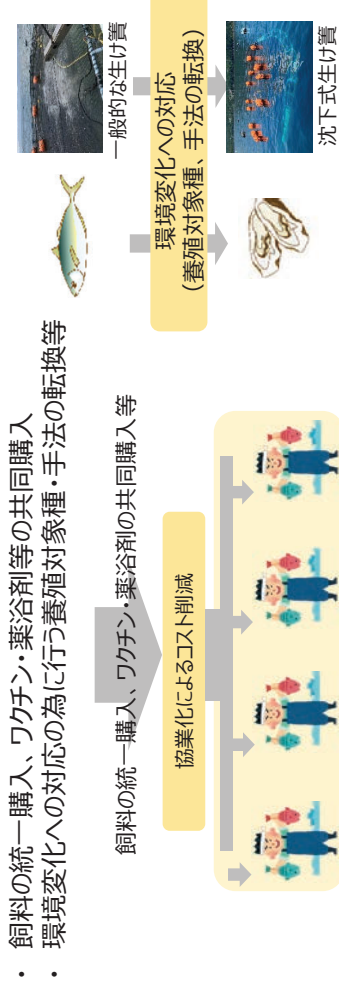 ・ 飼料の統一購入、ワクチン・薬浴剤等の共同購入
・ 環境変化への対応の為に行う養殖対象種・手法の転換等
飼料の統一購入、ワクチン・薬浴剤の共同購入等
協業化によるコスト削減
一般的な生け簀
環境変化への対応
(養殖対象種、手法の転換)
沈下式生け簀